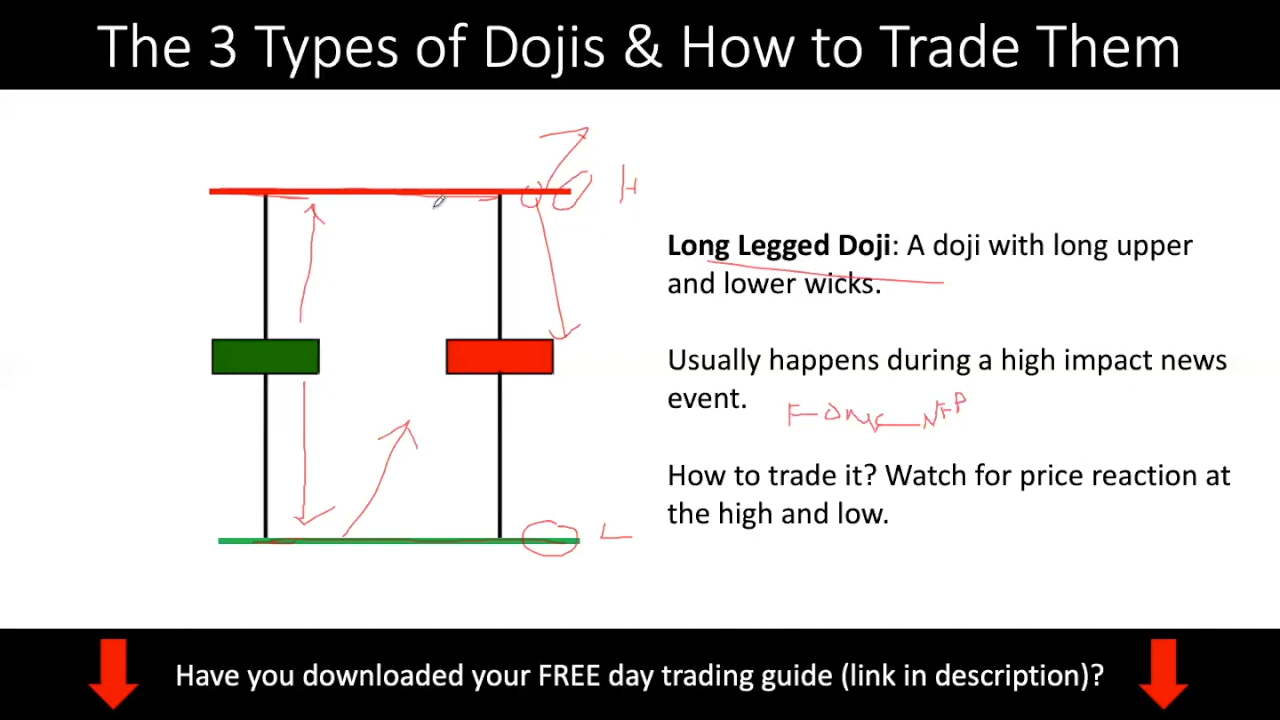 The 3 Types of Dojis & How to Trade Them
H
Long Legged Doji: A doji with long upper
and lower wicks.
Usually happens during a high impact news
event.
FOMC NFP
How to trade it? Watch for price reaction at
the high and low.
L
Have you downloaded your FREE day trading guide (link in description)?